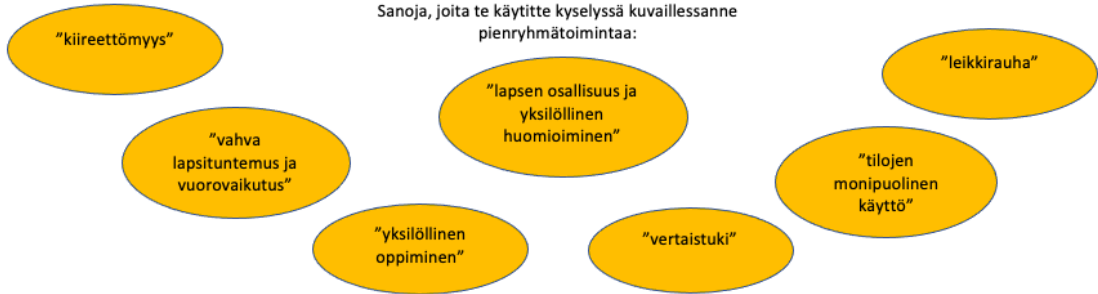 Sanoja, joita te käytitte kyselyssä kuvaillessanne
pienryhmätoimintaa:
”kiireettömyys”
”vahva
lapsituntemus ja
vuorovaikutus”
”yksilöllinen
oppiminen”
”lapsen osallisuus ja
yksilöllinen
huomioiminen”
”vertaistuki”
”tilojen
monipuolinen
käyttö”
”leikkirauha”